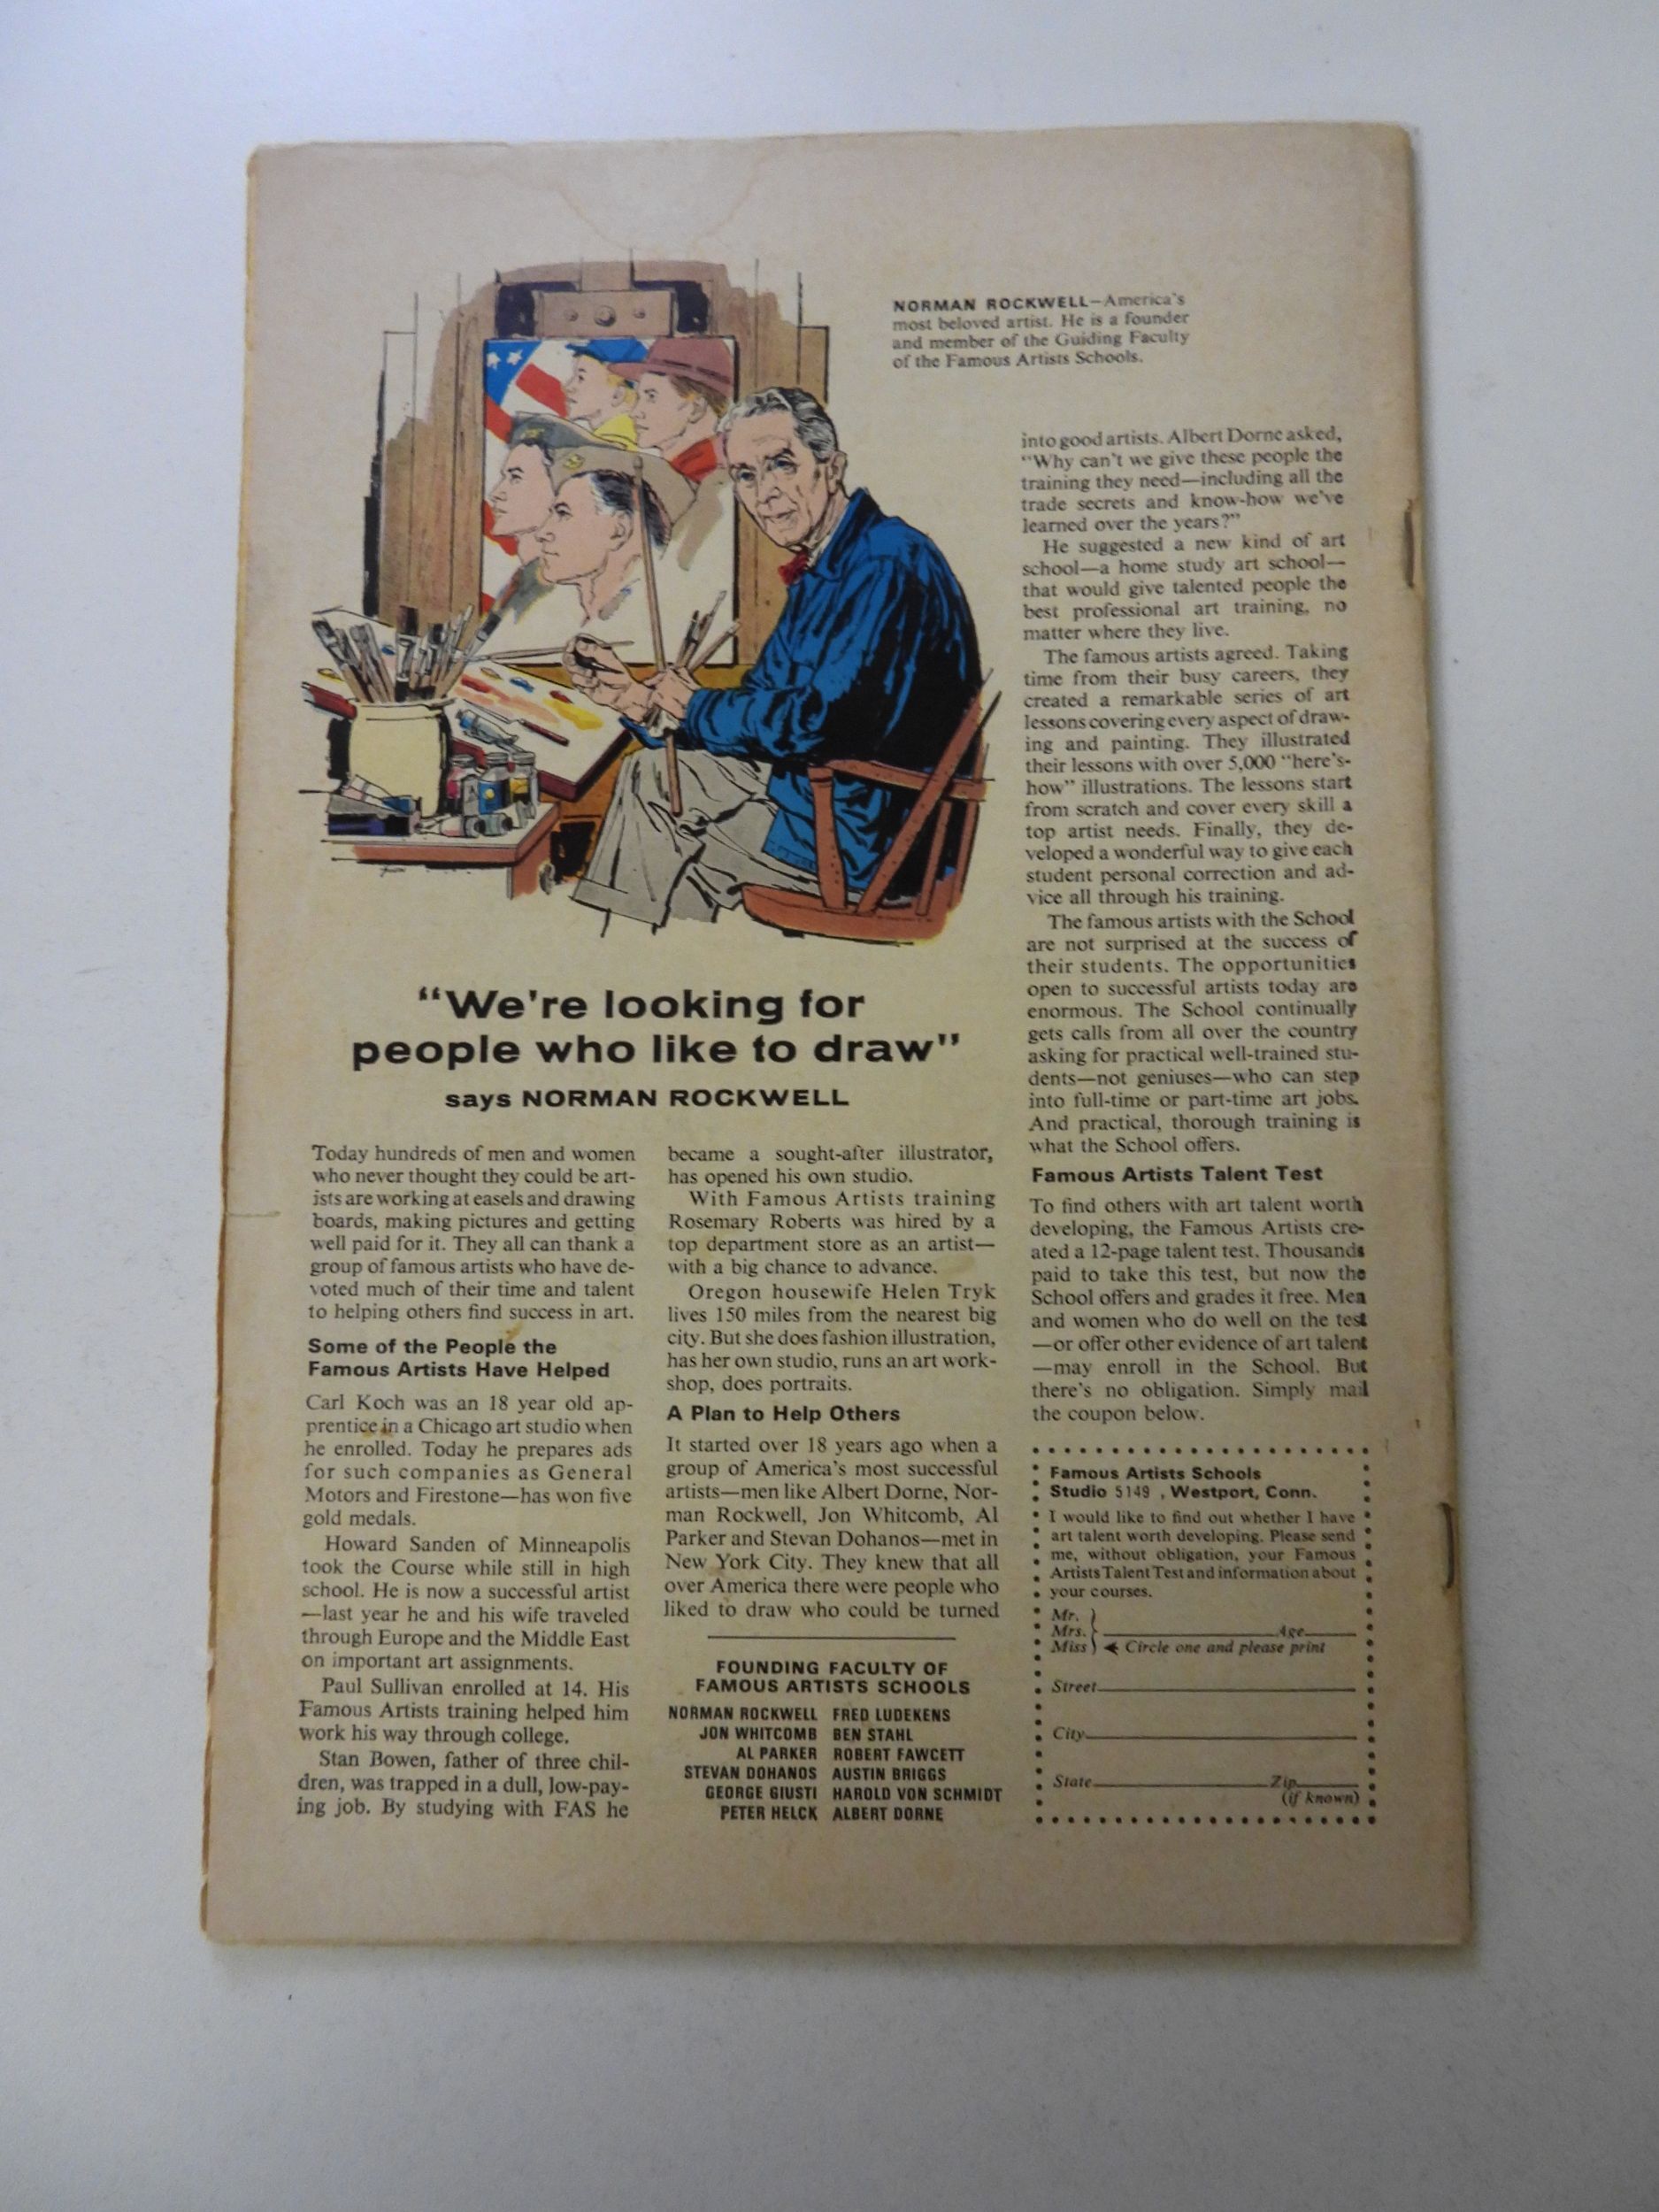 NORMAN ROCKWELL—America's
most beloved artist. He is a founder
and member of the Guiding Faculty
of the Famous Artists Schools.
"We're looking for
people who like to draw"
says NORMAN ROCKWELL
Today hundreds of men and women
who never thought they could be art-
ists are working at easels and drawing
boards, making pictures and getting
well paid for it. They all can thank a
group of famous artists who have de-
voted much of their time and talent
to helping others find success in art.
Some of the People the
Famous Artists Have Helped
Carl Koch was an 18 year old ap-
prentice in a Chicago art studio when
he enrolled. Today he prepares ads
for such companies as General
Motors and Firestone—has won five
gold medals.
Howard Sanden of Minneapolis
took the Course while still in high
school. He is now a successful artist
—last year he and his wife traveled
through Europe and the Middle East
on important art assignments.
Paul Sullivan enrolled at 14. His
Famous Artists training helped him
work his way through college.
Stan Bowen, father of three chil-
dren, was trapped in a dull, low-pay-
ing job. By studying with FAS he
became a sought-after illustrator,
has opened his own studio.
With Famous Artists training
Rosemary Roberts was hired by a
top department store as an artist—
with a big chance to advance.
Oregon housewife Helen Tryk
lives 150 miles from the nearest big
city. But she does fashion illustration,
has her own studio, runs an art work-
shop, does portraits.
A Plan to Help Others
It started over 18 years ago when a
group of America's most successful
artists—men like Albert Dorne, Nor-
man Rockwell, Jon Whitcomb, Al
Parker and Stevan Dohanos—met in
New York City. They knew that all
over America there were people who
liked to draw who could be turned
FOUNDING FACULTY OF
FAMOUS ARTISTS SCHOOLS
NORMAN ROCKWELL FRED LUDEKENS
JON WHITCOMB BEN STAHL
AL PARKER ROBERT FAWCETT
STEVAN DOHANOS AUSTIN BRIGGS
GEORGE GIUSTI HAROLD VON SCHMIDT
PETER HELCK ALBERT DORNE
into good artists. Albert Dorne asked,
"Why can't we give these people the
training they need—including all the
trade secrets and know-how we've
learned over the years?"
He suggested a new kind of art
school—a home study art school—
that would give talented people the
best professional art training, no
matter where they live.
The famous artists agreed. Taking
time from their busy careers, they
created a remarkable series of art
lessons covering every aspect of draw-
ing and painting. They illustrated
their lessons with over 5,000 "here's-
how" illustrations. The lessons start
from scratch and cover every skill a
top artist needs. Finally, they de-
veloped a wonderful way to give each
student personal correction and ad-
vice all through his training.
The famous artists with the School
are not surprised at the success of
their students. The opportunities
open to successful artists today are
enormous. The School continually
gets calls from all over the country
asking for practical well-trained stu-
dents—not geniuses—who can step
into full-time or part-time art jobs.
And practical, thorough training is
what the School offers.
Famous Artists Talent Test
To find others with art talent worth
developing, the Famous Artists cre-
ated a 12-page talent test. Thousands
paid to take this test, but now the
School offers and grades it free. Men
and women who do well on the test
—or offer other evidence of art talent
—may enroll in the School. But
there's no obligation. Simply mail
the coupon below.
Famous Artists Schools
Studio 5149 , Westport, Conn.
I would like to find out whether I have
art talent worth developing. Please send
me, without obligation, your Famous
Artists Talent Test and information about
your courses.
Mr.
Mrs. Age
Miss Circle one and please print
Street
City
State Zip
(if known)